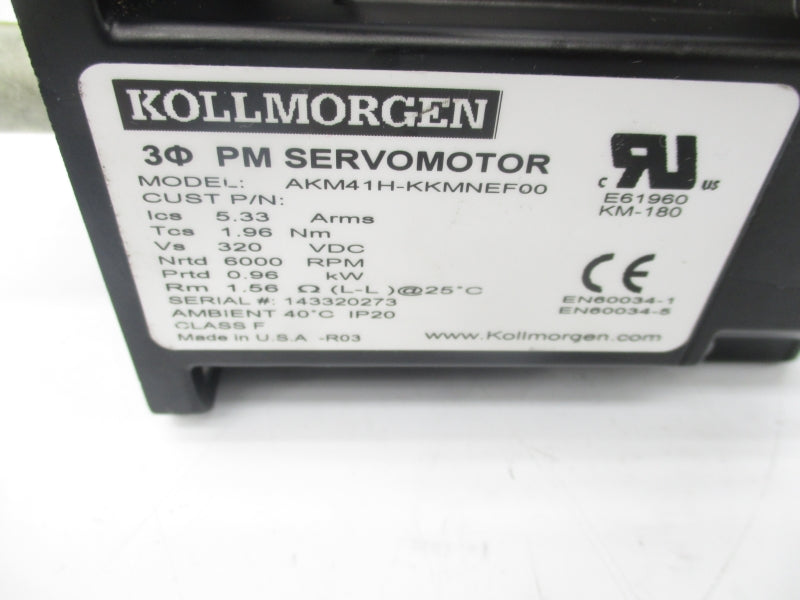 KOLLMORGEN
3Φ PM SERVOMOTOR
MODEL: AKM41H-KKMNEF00
CUST P/N:
Ics 5.33 Arms
Tcs 1.96 Nm
Vs 320 VDC
Nrtd 6000 RPM
Prtd 0.96 kW
Rm 1.56 Ω (L-L )@25°C
SERIAL #: 143320273
AMBIENT 40°C IP20
CLASS F
Made in U.S.A -R03
c RU us
E61960
KM-180
CE
EN60034-1
EN60034-5
www.Kollmorgen.com